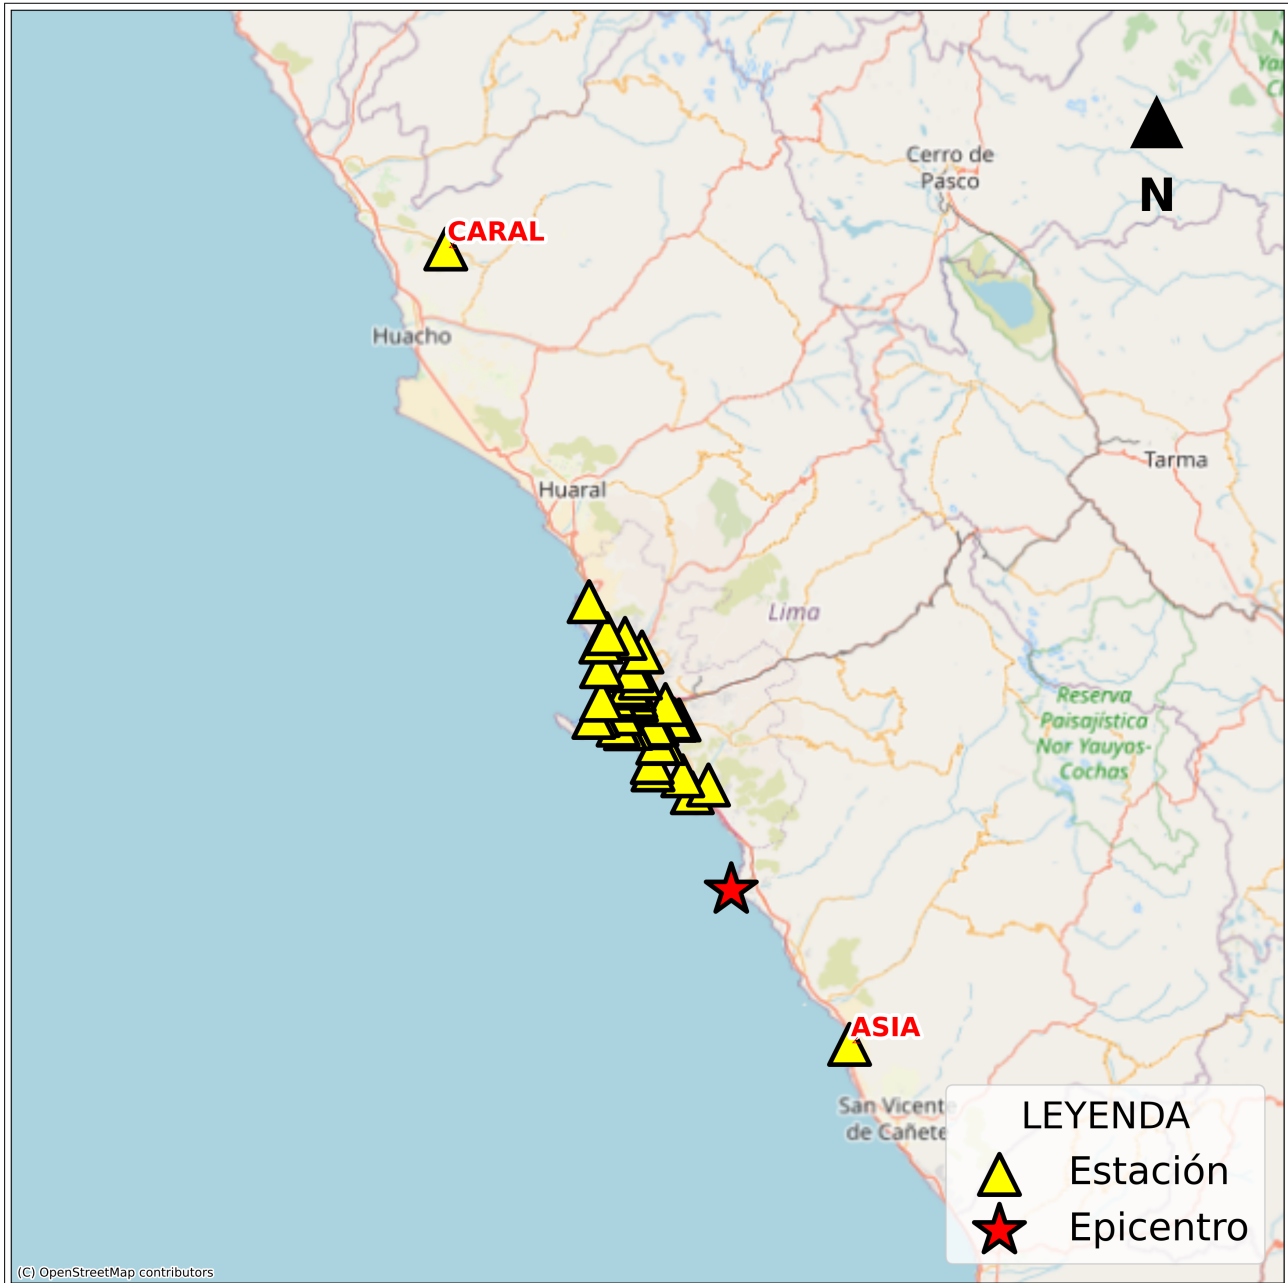 N
Cerro de
Pasco
CARAL
Huacho
Tarma
Huaral
Lima
Reserva
Paisajística
Nor Yauyos-
Cochas
ASIA
San Vicente
de Cañete
LEYENDA
Estación
Epicentro
(C) OpenStreetMap contributors